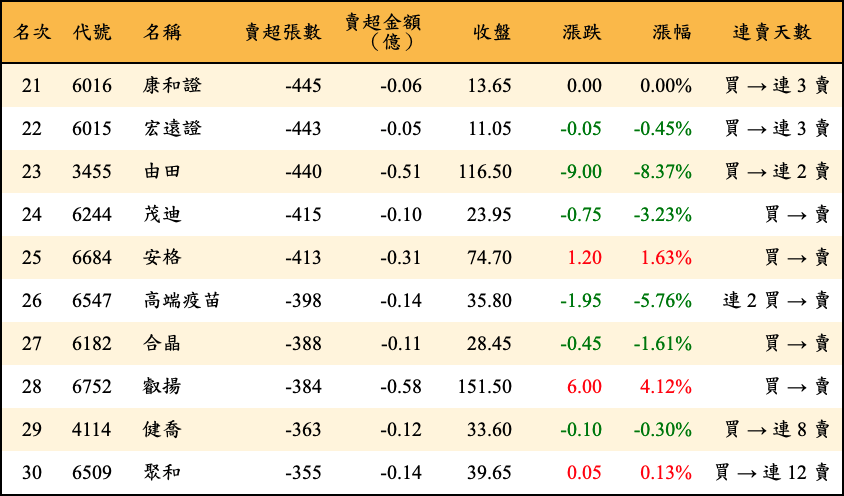 名次 代號 名稱 賣超張數 賣超金額（億） 收盤 漲跌 漲幅 連賣天數
21 6016 康和證 -445 -0.06 13.65 0.00 0.00% 買 → 連 3 賣
22 6015 宏遠證 -443 -0.05 11.05 -0.05 -0.45% 買 → 連 3 賣
23 3455 由田 -440 -0.51 116.50 -9.00 -8.37% 買 → 連 2 賣
24 6244 茂迪 -415 -0.10 23.95 -0.75 -3.23% 買 → 賣
25 6684 安格 -413 -0.31 74.70 1.20 1.63% 買 → 賣
26 6547 高端疫苗 -398 -0.14 35.80 -1.95 -5.76% 連 2 買 → 賣
27 6182 合晶 -388 -0.11 28.45 -0.45 -1.61% 買 → 賣
28 6752 叡揚 -384 -0.58 151.50 6.00 4.12% 買 → 賣
29 4114 健喬 -363 -0.12 33.60 -0.10 -0.30% 買 → 連 8 賣
30 6509 聚和 -355 -0.14 39.65 0.05 0.13% 買 → 連 12 賣